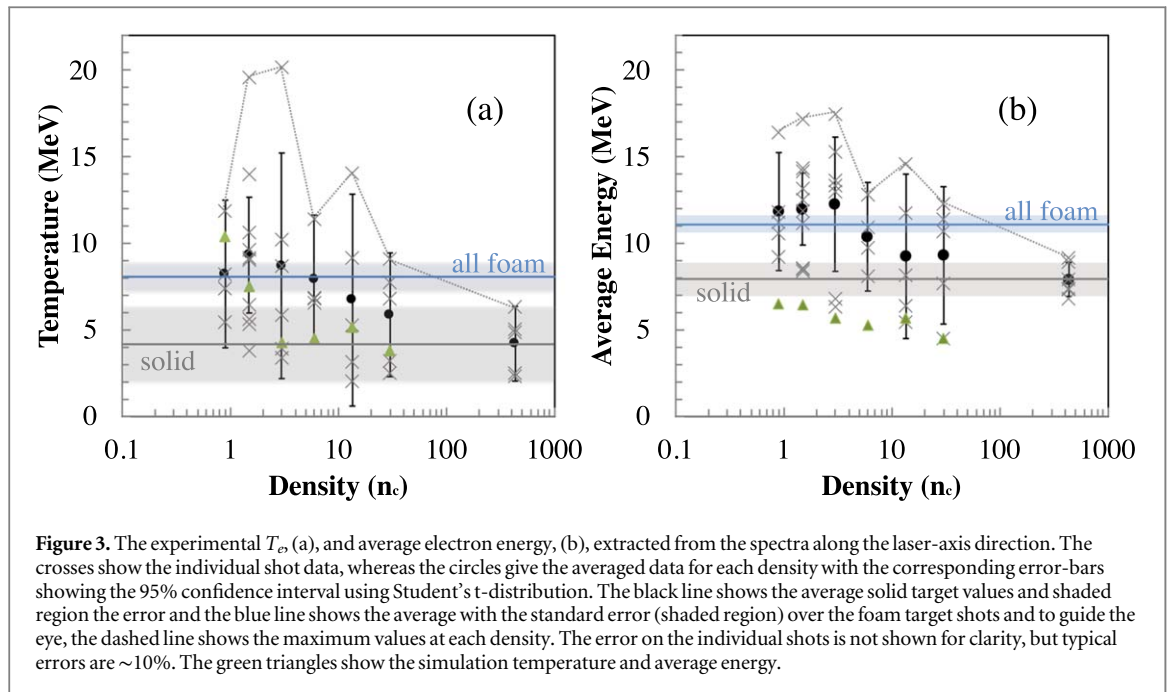 20
15
10
5
0
Temperature (MeV)
(a)
all foam
solid
0.1 1 10 100 1000
Density (nc)
20
15
10
5
0
Average Energy (MeV)
(b)
all foam
solid
0.1 1 10 100 1000
Density (nc)
Figure 3. The experimental Te, (a), and average electron energy, (b), extracted from the spectra along the laser-axis direction. The
crosses show the individual shot data, whereas the circles give the averaged data for each density with the corresponding error-bars
showing the 95% confidence interval using Student's t-distribution. The black line shows the average solid target values and shaded
region the error and the blue line shows the average with the standard error (shaded region) over the foam target shots and to guide the
eye, the dashed line shows the maximum values at each density. The error on the individual shots is not shown for clarity, but typical
errors are ~10%. The green triangles show the simulation temperature and average energy.